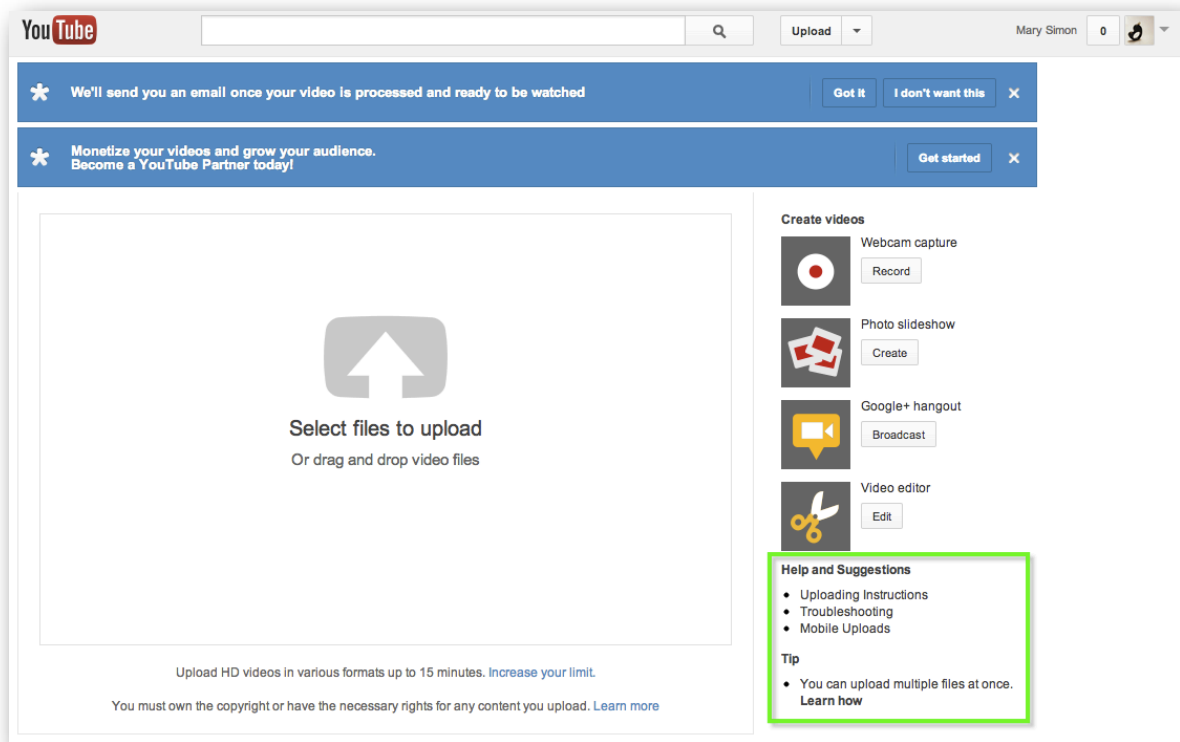 YouTube
Upload
Mary Simon
0
We'll send you an email once your video is processed and ready to be watched
Got it
I don't want this
Monetize your videos and grow your audience.
Become a YouTube Partner today!
Get started
Select files to upload
Or drag and drop video files
Upload HD videos in various formats up to 15 minutes. Increase your limit.
You must own the copyright or have the necessary rights for any content you upload. Learn more
Create videos
Webcam capture
Record
Photo slideshow
Create
Google+ hangout
Broadcast
Video editor
Edit
Help and Suggestions
Uploading Instructions
Troubleshooting
Mobile Uploads
Tip
You can upload multiple files at once.
Learn how